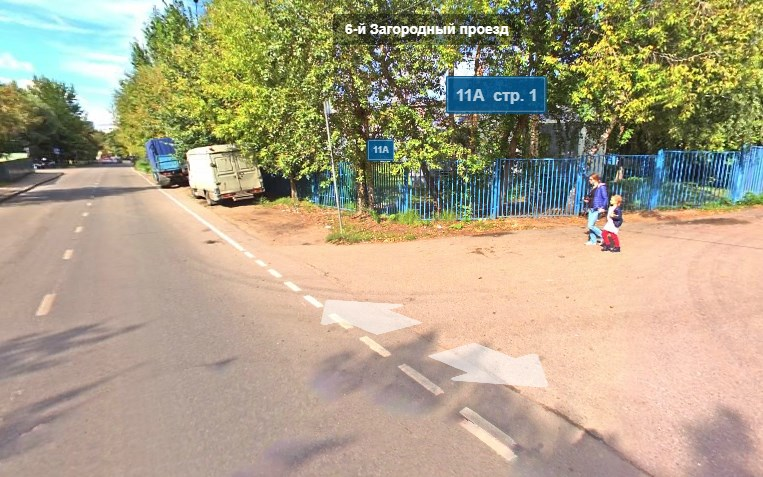 6-й Загородный проезд
11А стр. 1
11А